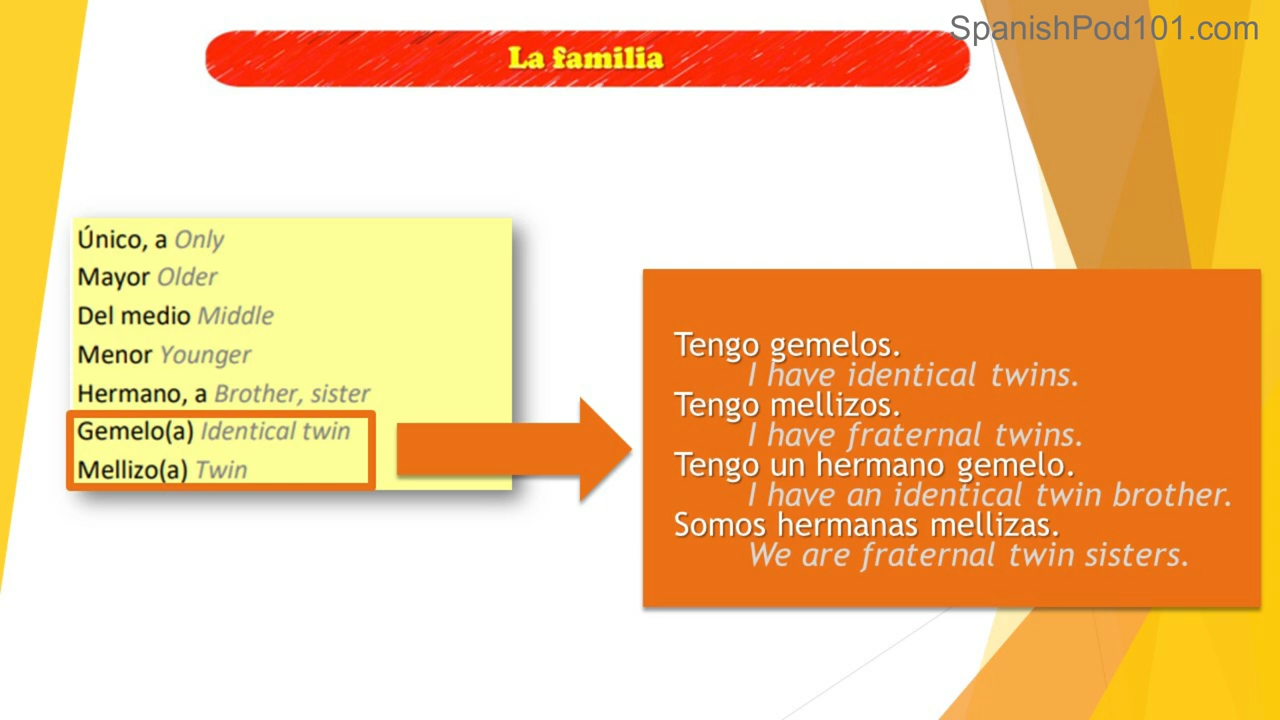 SpanishPod101.com
La familia
Único, a Only
Mayor Older
Del medio Middle
Menor Younger
Hermano, a Brother, sister
Gemelo(a) Identical twin
Mellizo(a) Twin
Tengo gemelos.
I have identical twins.
Tengo mellizos.
I have fraternal twins.
Tengo un hermano gemelo.
I have an identical twin brother.
Somos hermanas mellizas.
We are fraternal twin sisters.